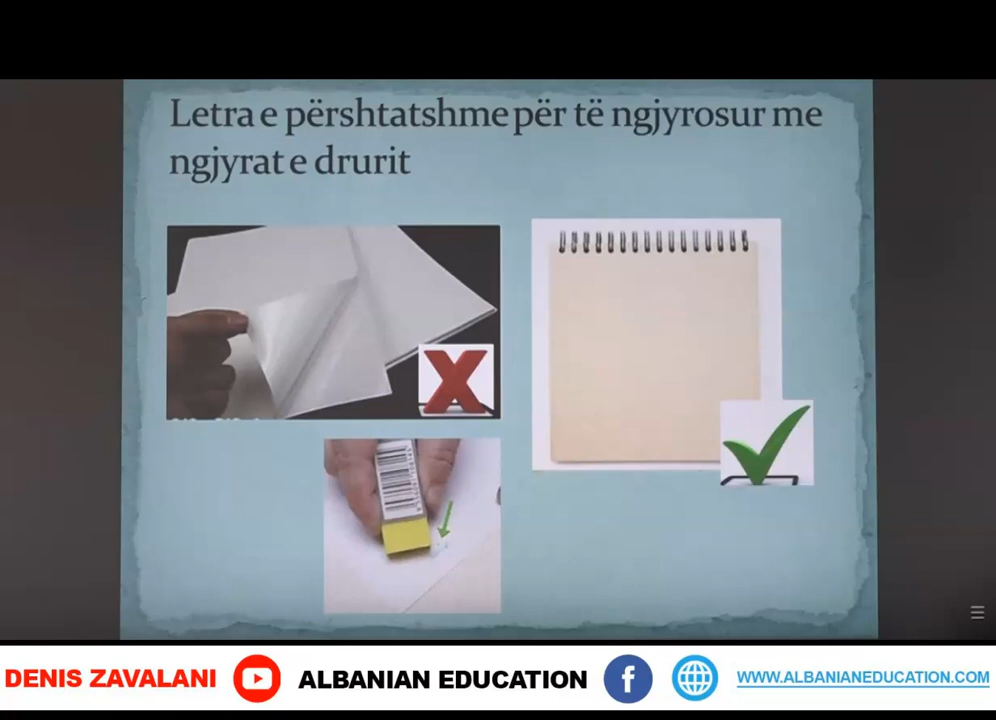 Letra e përshtatshme për të ngjyrosur me
ngjyrat e drurit
DENIS ZAVALANI
ALBANIAN EDUCATION
WWW.ALBANIANEDUCATION.COM